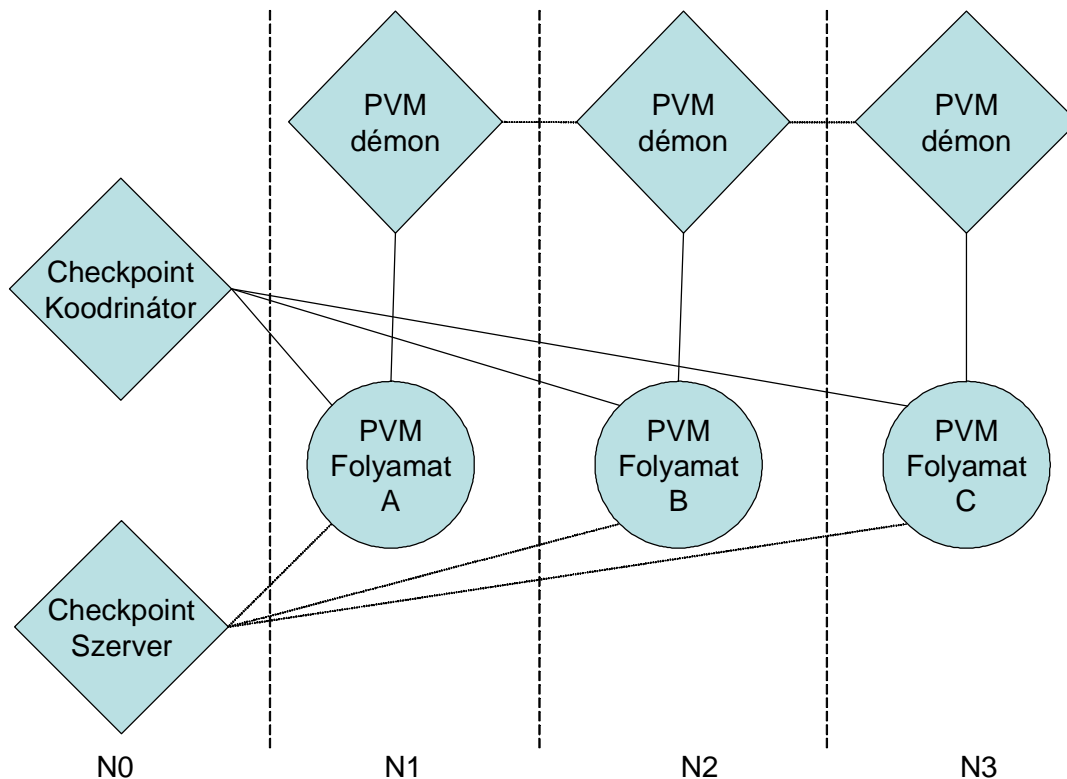 PVM
démon
PVM
démon
PVM
démon
Checkpoint
Koodrinátor
PVM
Folyamat
A
PVM
Folyamat
B
PVM
Folyamat
C
Checkpoint
Szerver
N0
N1
N2
N3